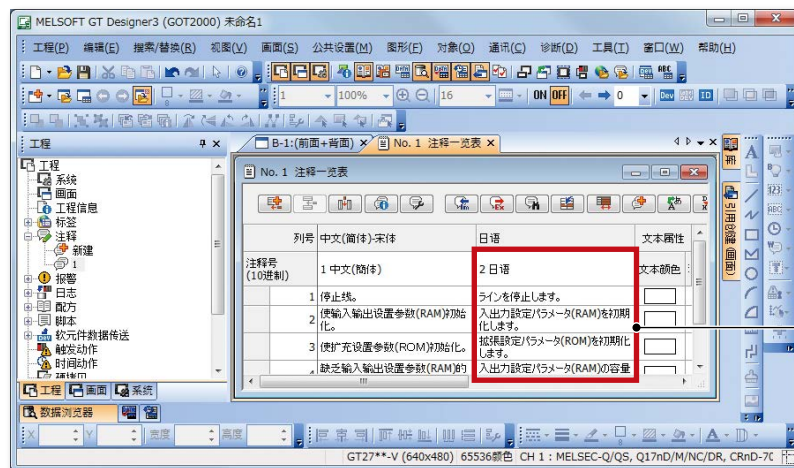 MELSOFT GT Designer3 (GOT2000) 未命名1
工程(P) 编辑(E) 搜索/替换(R) 视图(V) 画面(S) 公共设置(M) 图形(F) 对象(O) 通讯(C) 诊断(D) 工具(T) 窗口(W) 帮助(H)
1 100% 16 ON OFF 0 Dev ID
工程
B-1:(前面+背面) No. 1 注释一览表
工程
系统
画面
工程信息
标签
注释
新建
1
报警
日志
配方
脚本
软元件数据传送
触发动作
时间动作
No. 1 注释一览表
列号 中文(简体)-宋体 日语 文本属性
注释号
(10进制) 1 中文(简体) 2 日语 文本颜色
1 停止线。 ラインを停止します。
2 使输入输出设置参数(RAM)初始化。 入出力設定パラメータ(RAM)を初期化します。
3 使扩充设置参数(ROM)初始化。 拡張設定パラメータ(ROM)を初期化します。
4 缺乏输入输出设置参数(RAM)的 入出力設定パラメータ(RAM)の容量
工程 画面 系统
数据浏览器
X Y 宽度 高度
GT27**-V (640x480) 65536颜色 CH 1 : MELSEC-Q/QS, Q17nD/M/NC/DR, CRnD-70